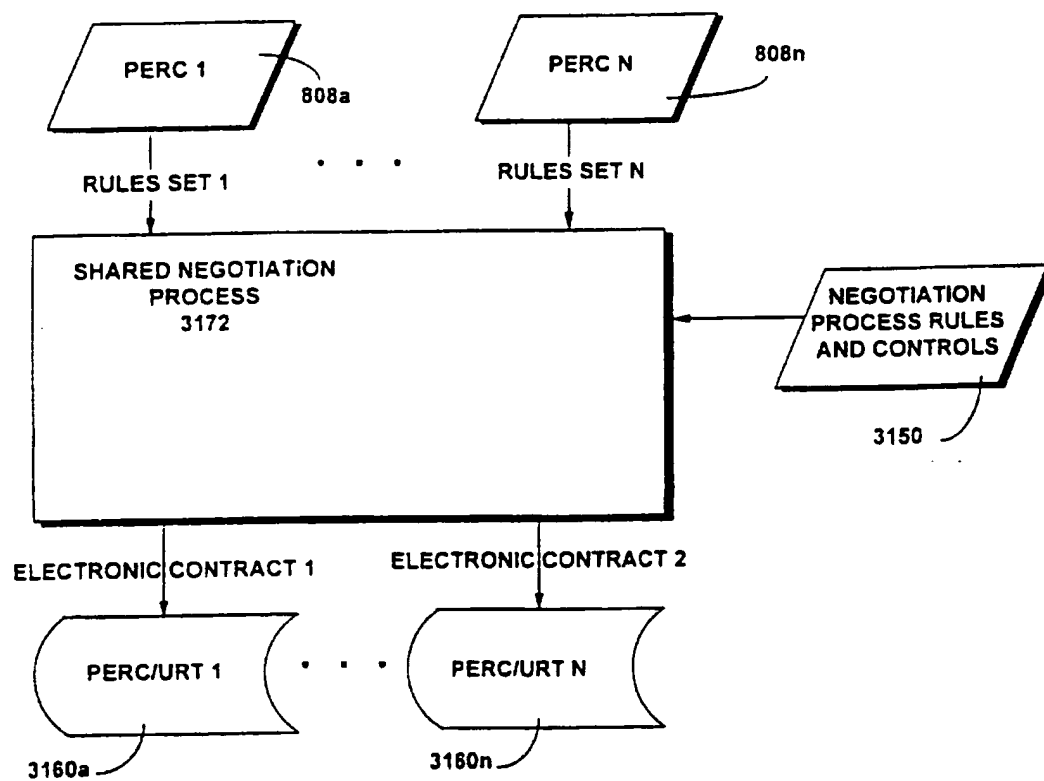 PERC 1
808a
PERC N
808n
RULES SET 1
RULES SET N
SHARED NEGOTIATiON
PROCESS
3172
NEGOTIATION
PROCESS RULES
AND CONTROLS
3150
ELECTRONIC CONTRACT 1
ELECTRONIC CONTRACT 2
PERC/URT 1
PERC/URT N
3160a
3160n